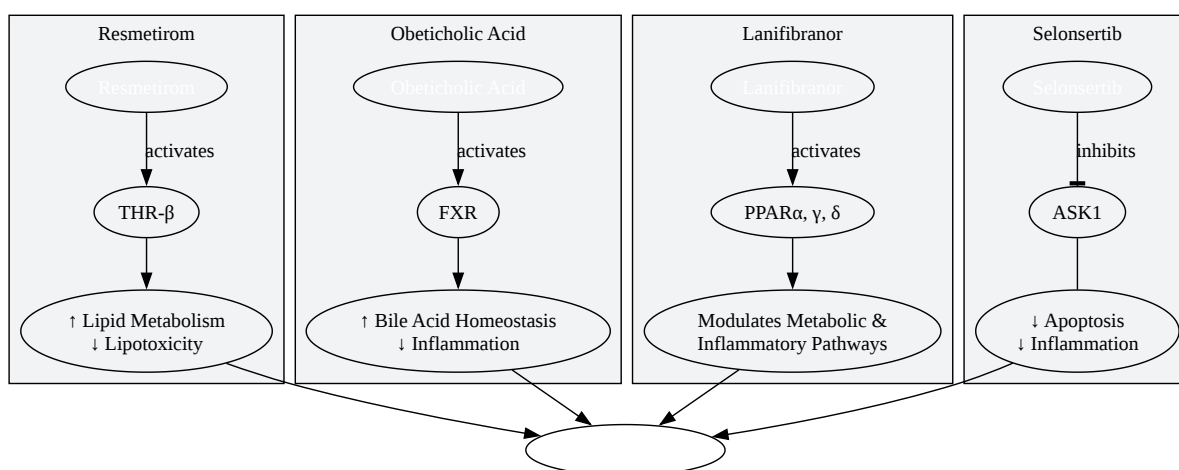 Resmetirom
Obeticholic Acid
Lanifibranor
Selonsertib
Resmetirom
Obeticholic Acid
Lanifibranor
Selonsertib
activates
activates
activates
inhibits
THR-β
FXR
PPARα, γ, δ
ASK1
↑ Lipid Metabolism
↓ Lipotoxicity
↑ Bile Acid Homeostasis
↓ Inflammation
Modulates Metabolic &
Inflammatory Pathways
↓ Apoptosis
↓ Inflammation